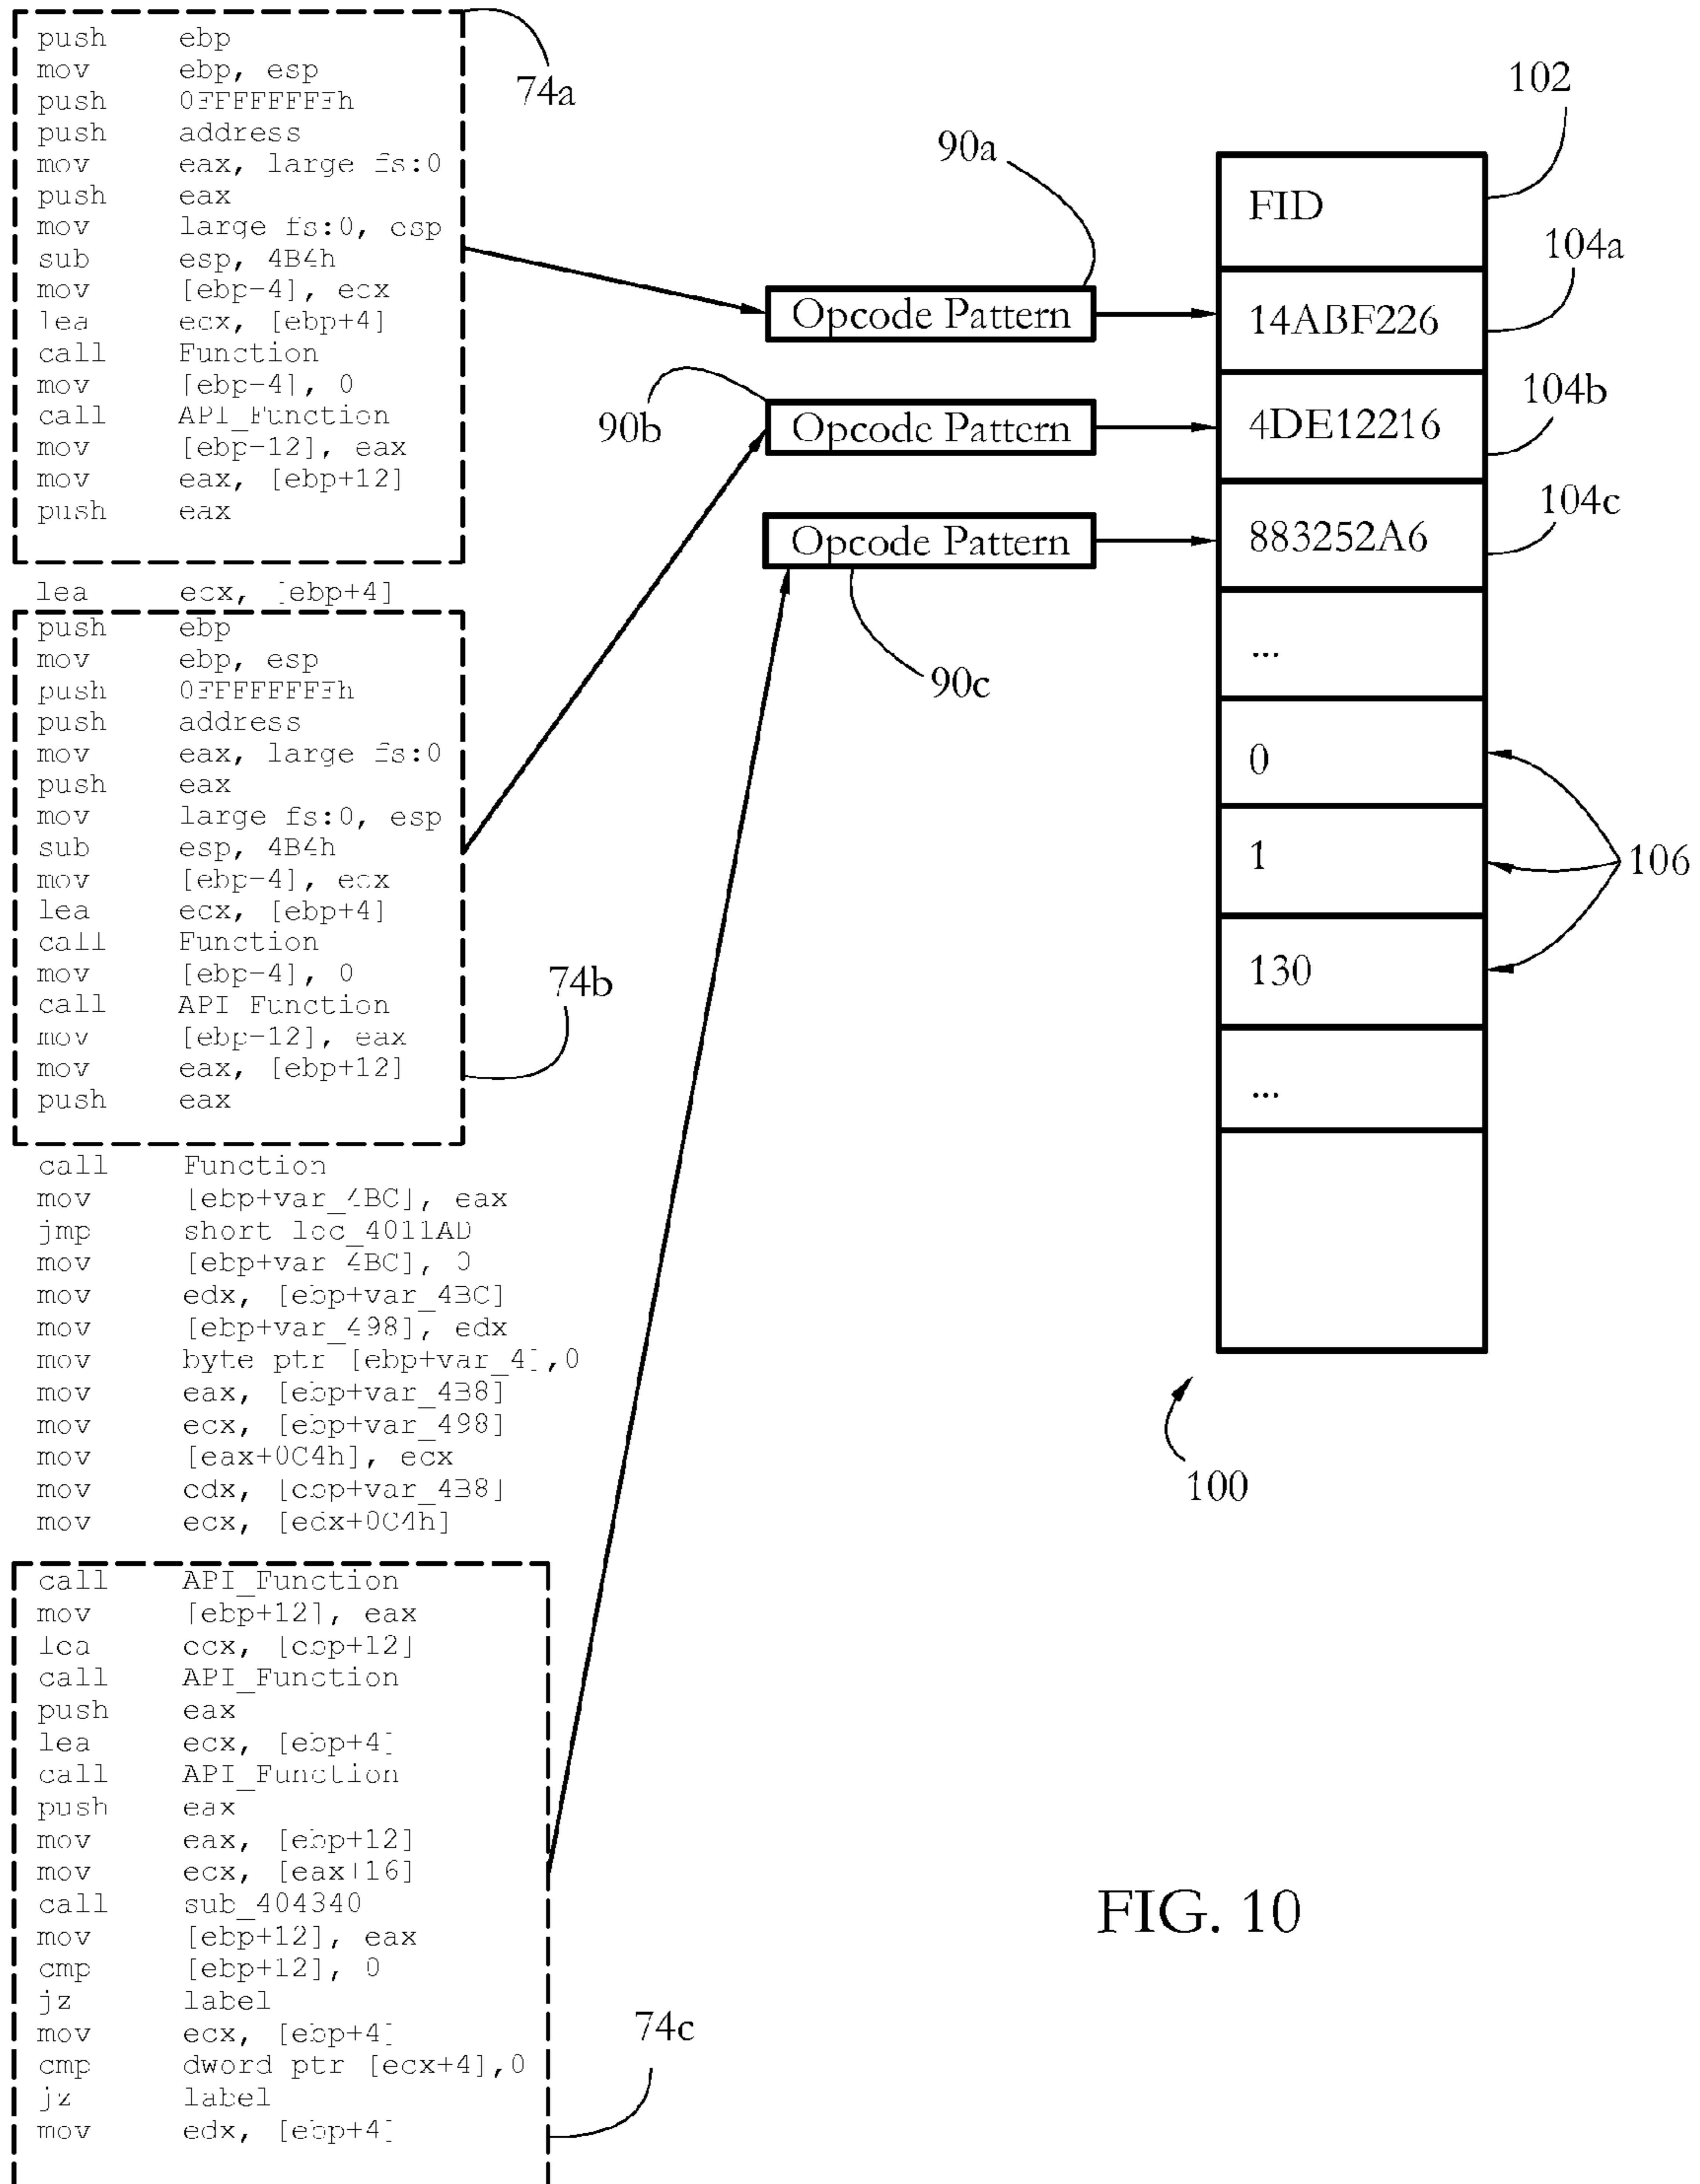 push ebp
mov ebp, esp
push 0FFFFFFFFh
push address
mov eax, large fs:0
push eax
mov large fs:0, esp
sub esp, 4B4h
mov [ebp-4], ecx
lea ecx, [ebp+4]
call Function
mov [ebp-4], 0
call API_Function
mov [ebp-12], eax
mov eax, [ebp+12]
push eax
74a
lea ecx, [ebp+4]
push ebp
mov ebp, esp
push 0FFFFFFFFh
push address
mov eax, large fs:0
push eax
mov large fs:0, esp
sub esp, 4B4h
mov [ebp-4], ecx
lea ecx, [ebp+4]
call Function
mov [ebp-4], 0
call API_Function
mov [ebp-12], eax
mov eax, [ebp+12]
push eax
74b
call Function
mov [ebp+var_4BC], eax
jmp short loc_4011AD
mov [ebp+var_4BC], 0
mov edx, [ebp+var_4BC]
mov [ebp+var_498], edx
mov byte ptr [ebp+var_4],0
mov eax, [ebp+var_4B8]
mov ecx, [ebp+var_498]
mov [eax+0C4h], ecx
mov edx, [ebp+var_4B8]
mov ecx, [edx+0C4h]
call API_Function
mov [ebp+12], eax
lea ecx, [ebp+12]
call API_Function
push eax
lea ecx, [ebp+4]
call API_Function
push eax
mov eax, [ebp+12]
mov ecx, [eax+16]
call sub_404340
mov [ebp+12], eax
cmp [ebp+12], 0
jz label
mov ecx, [ebp+4]
cmp dword ptr [ecx+4],0
jz label
mov edx, [ebp+4]
74c
90a
Opcode Pattern
90b
Opcode Pattern
Opcode Pattern
90c
102
FID
104a
14ABF226
104b
4DE12216
104c
883252A6
...
0
1
106
130
...
100
FIG. 10